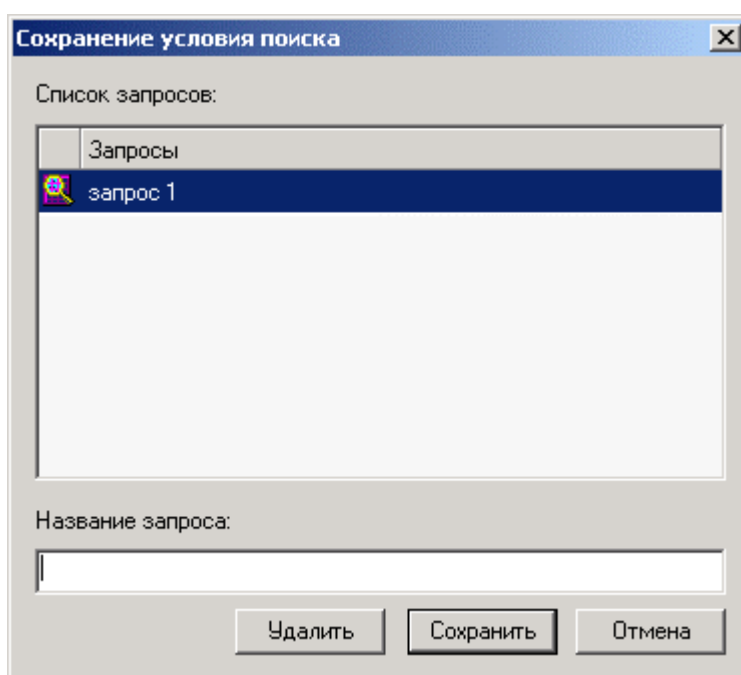 Сохранение условия поиска
Список запросов:
Запросы
запрос 1
Название запроса:
Удалить Сохранить Отмена